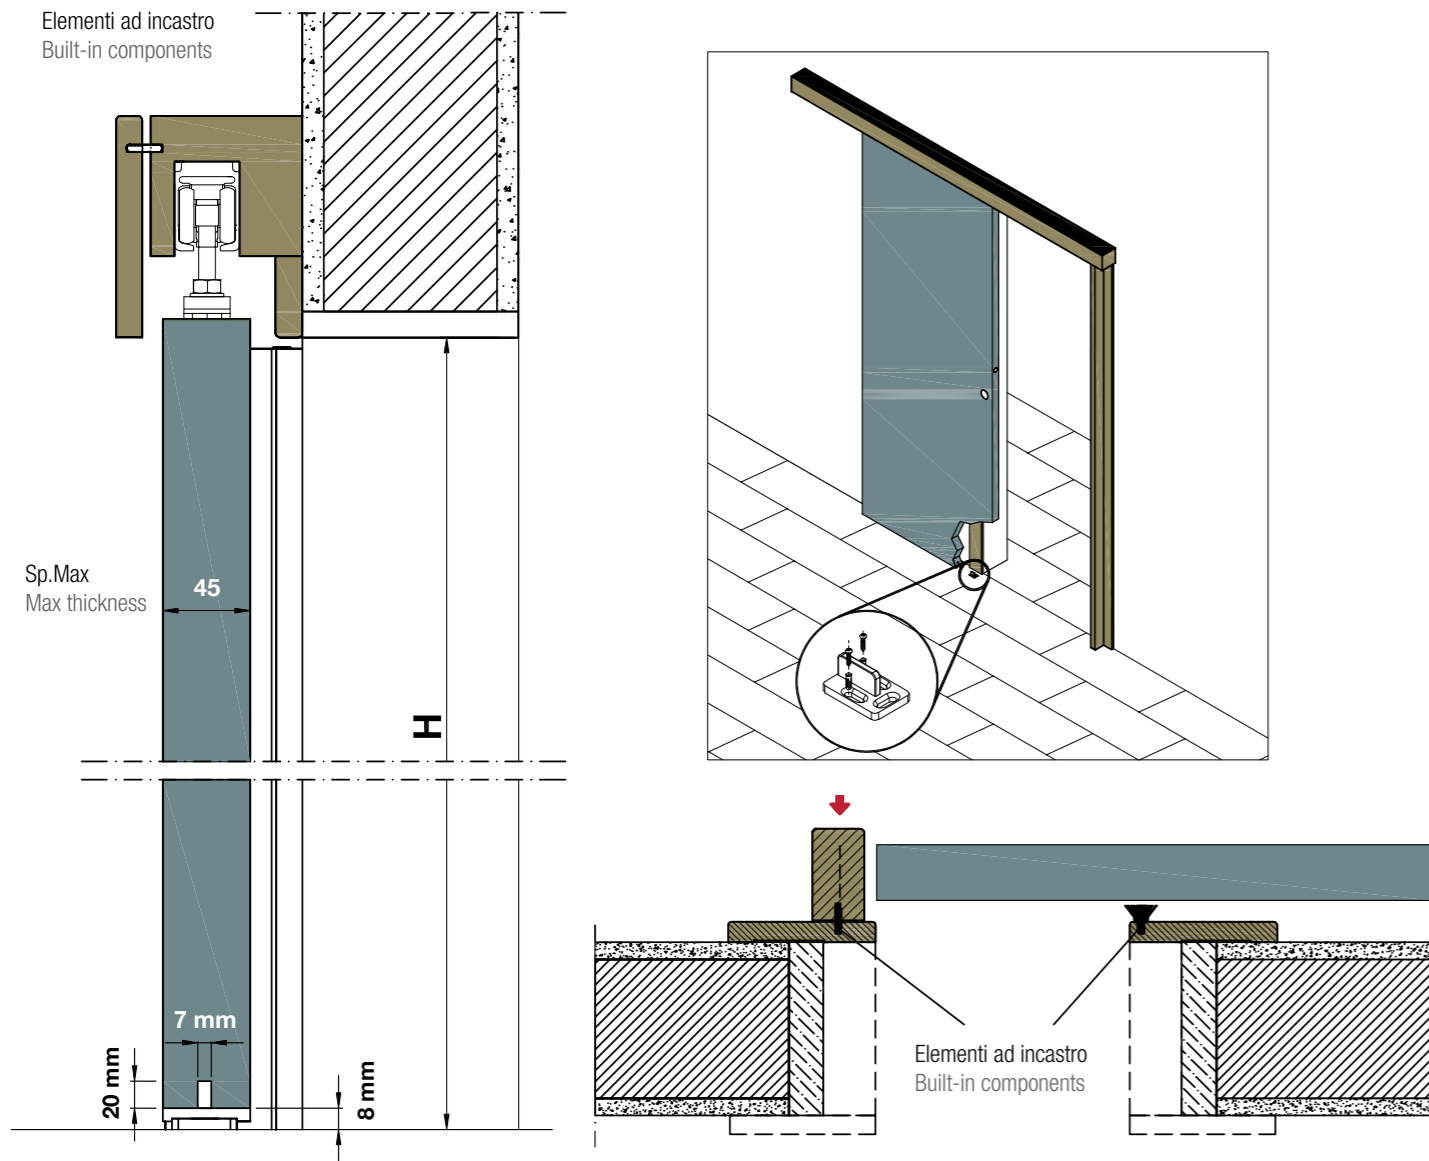 Elementi ad incastro
Built-in components
Sp.Max
Max thickness
45
H
7 mm
20 mm
8 mm
Elementi ad incastro
Built-in components